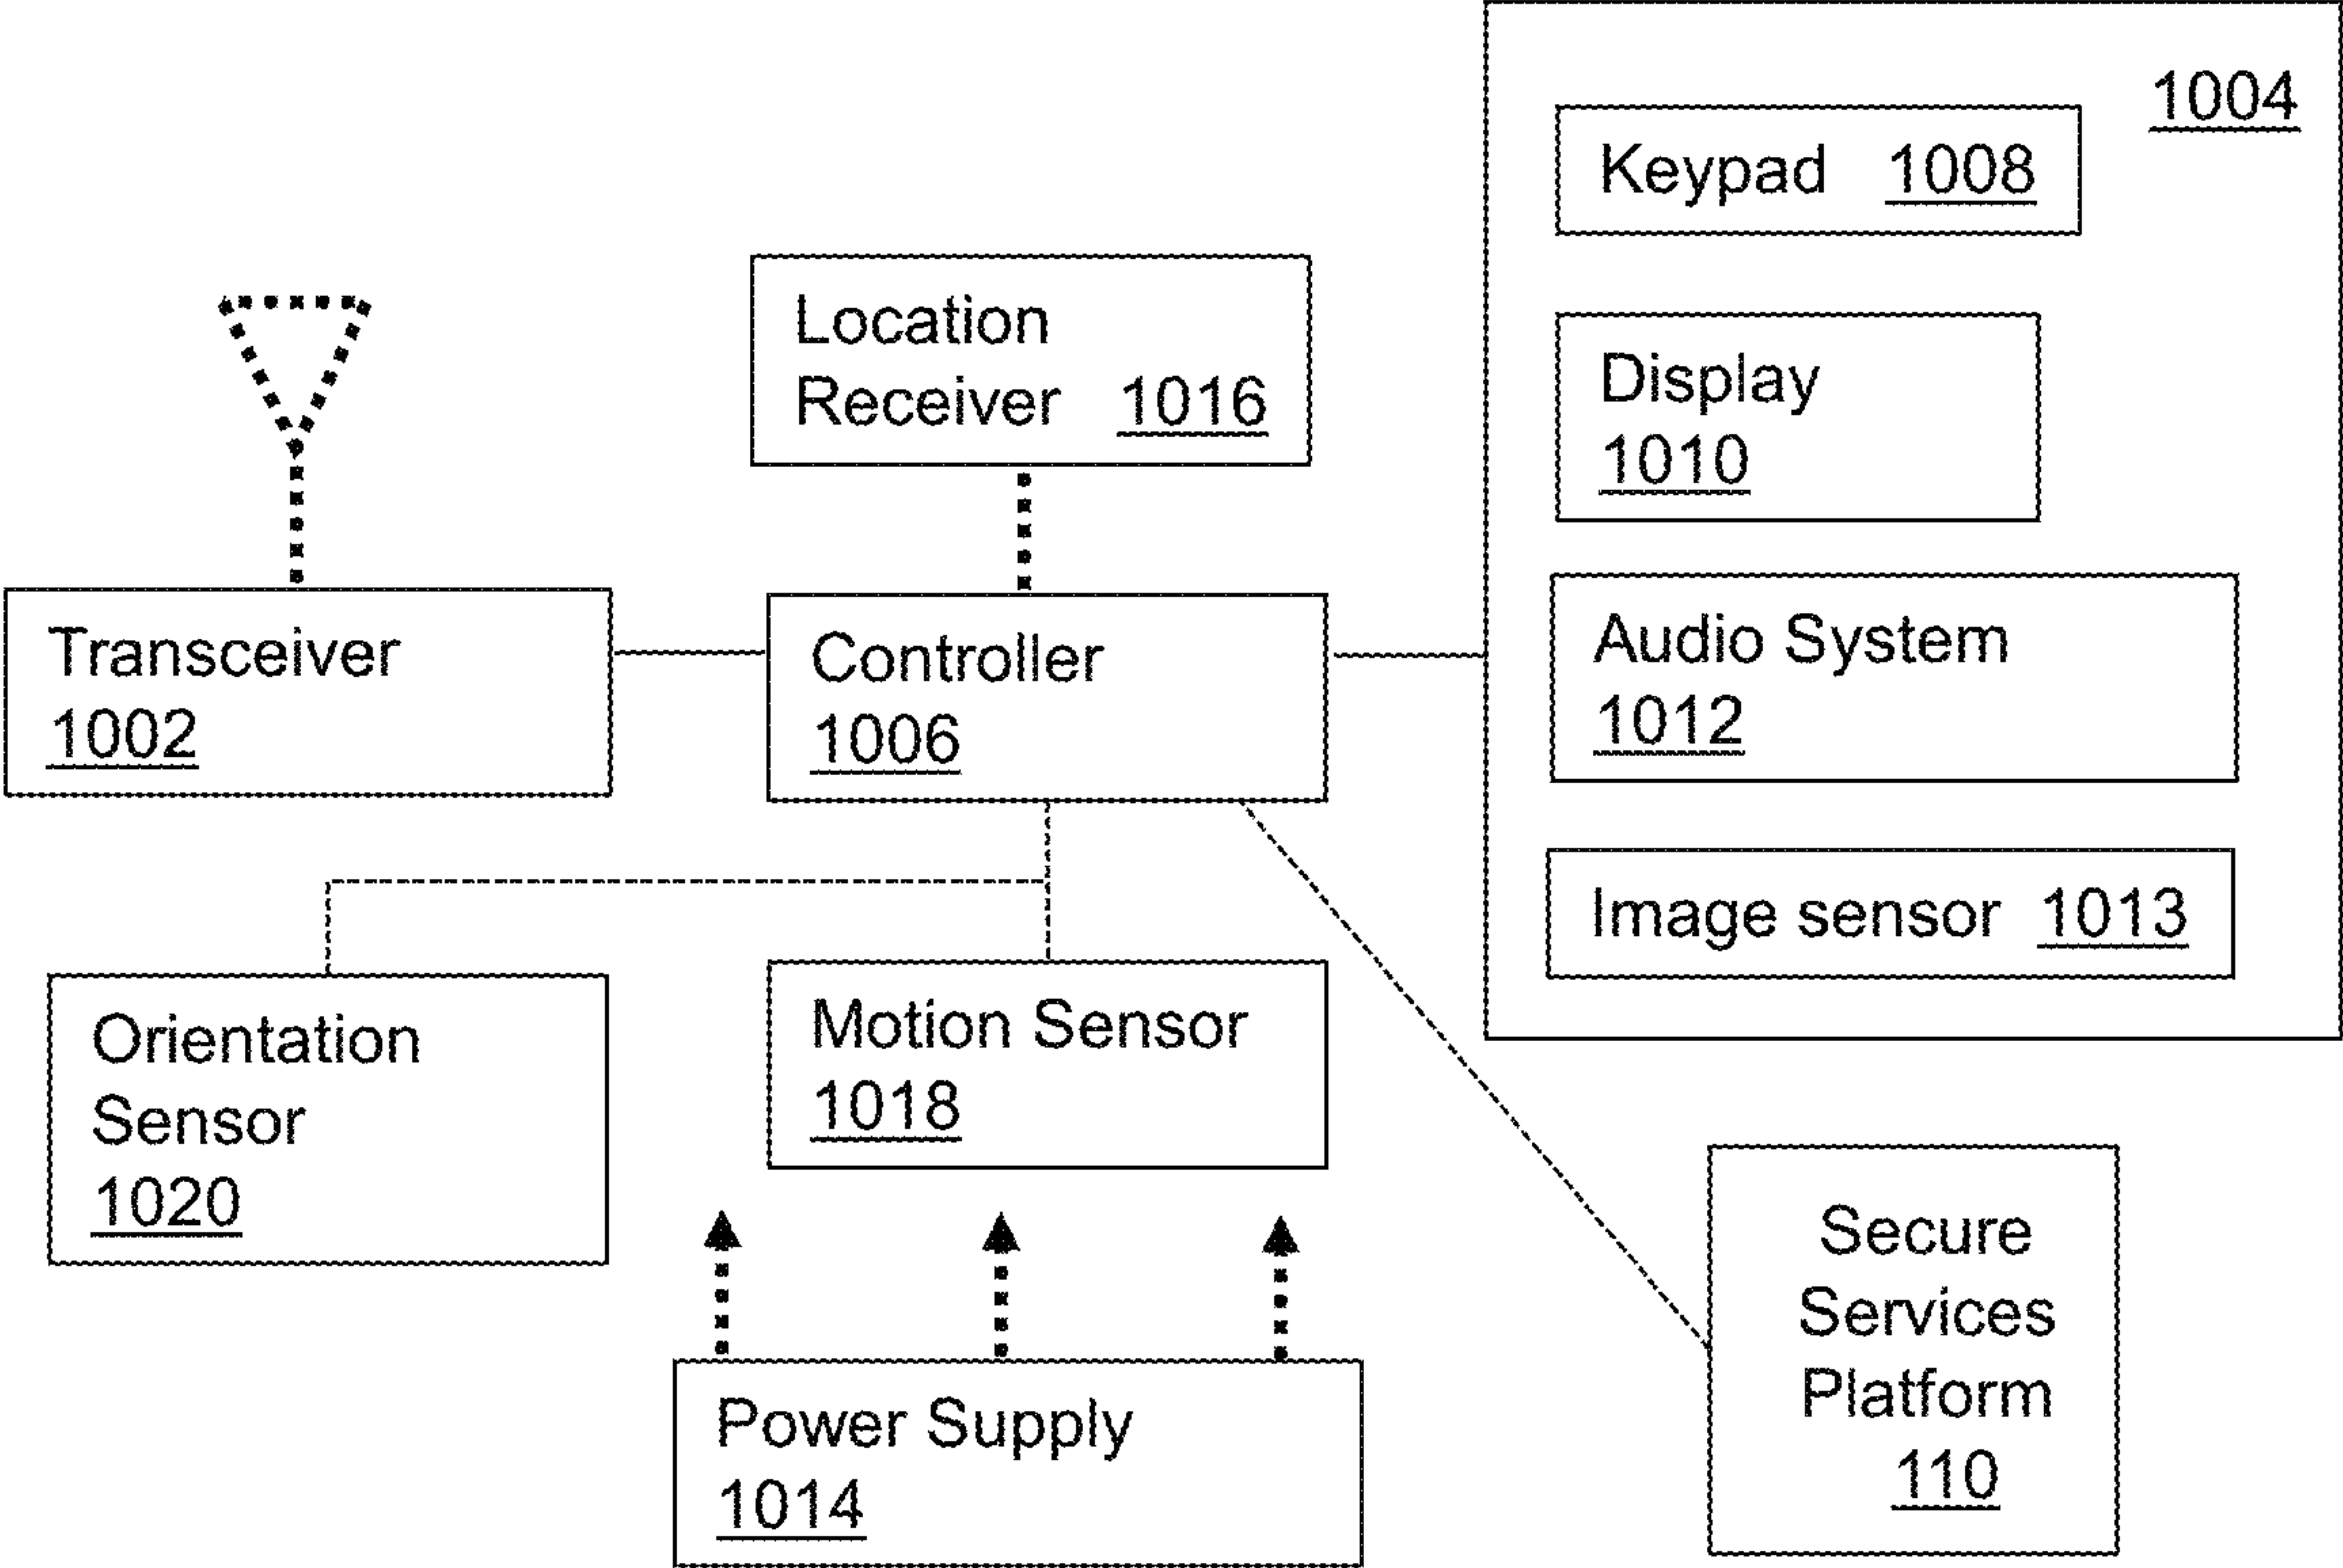 1004
Keypad 1008
Location
Receiver 1016
Display
1010
Transceiver
1002
Controller
1006
Audio System
1012
Image sensor 1013
Orientation
Sensor
1020
Motion Sensor
1018
Power Supply
1014
Secure
Services
Platform
110